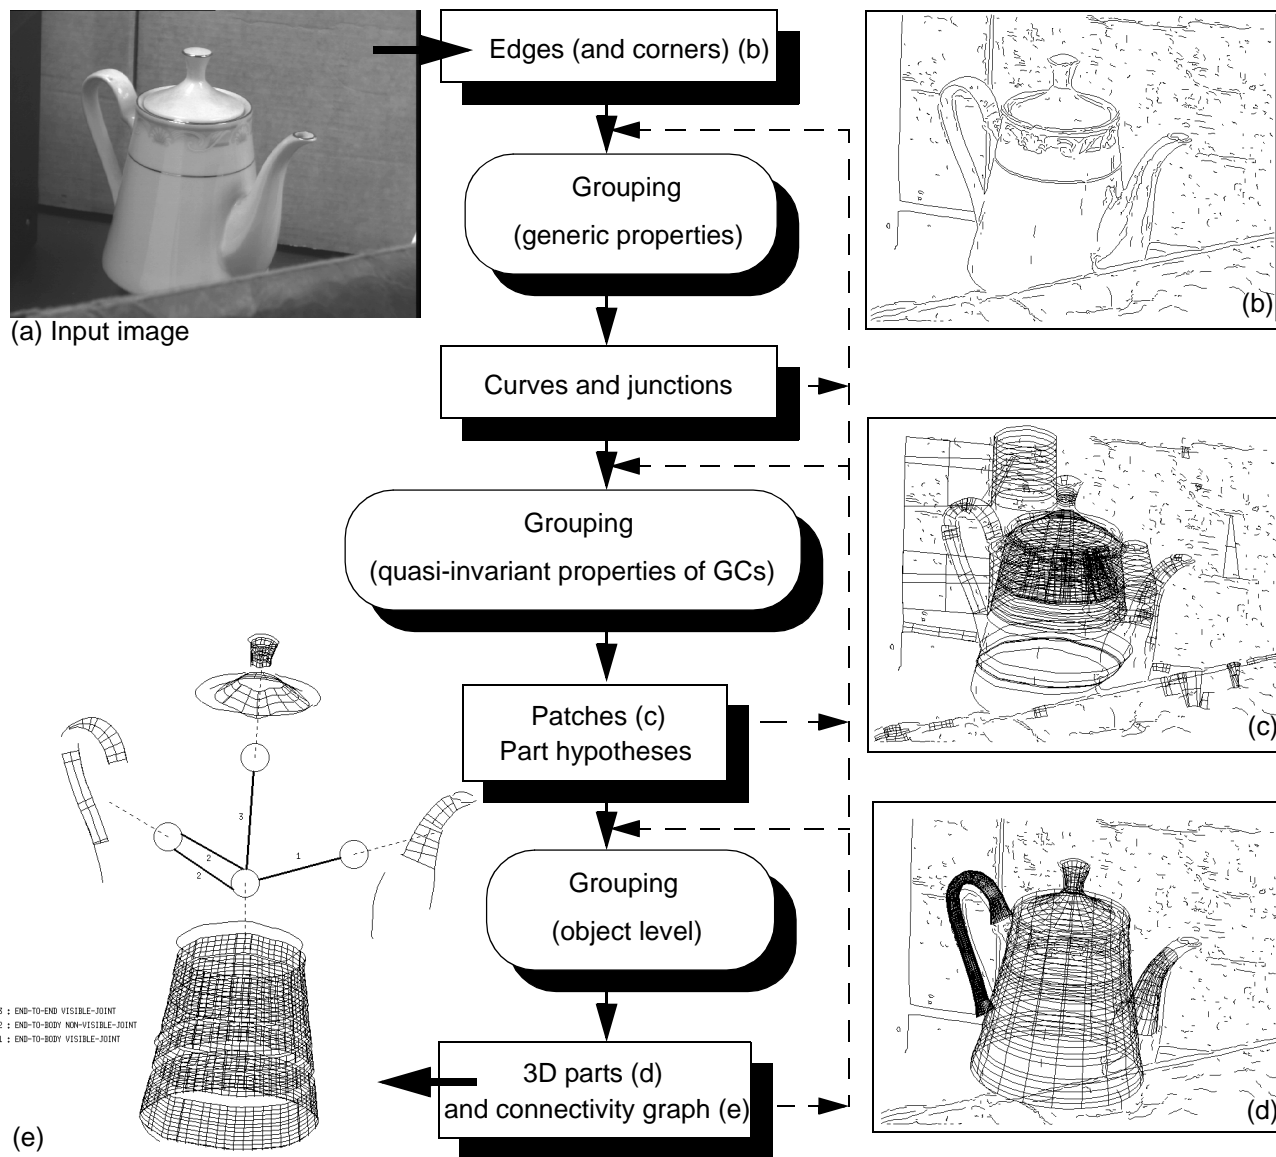 Edges (and corners) (b)
Grouping
(generic properties)
(a) Input image
(b)
Curves and junctions
Grouping
(quasi-invariant properties of GCs)
Patches (c)
Part hypotheses
(c)
3
2
1
2
Grouping
(object level)
3 : END-TO-END VISIBLE-JOINT
2 : END-TO-BODY NON-VISIBLE-JOINT
1 : END-TO-BODY VISIBLE-JOINT
3D parts (d)
and connectivity graph (e)
(d)
(e)